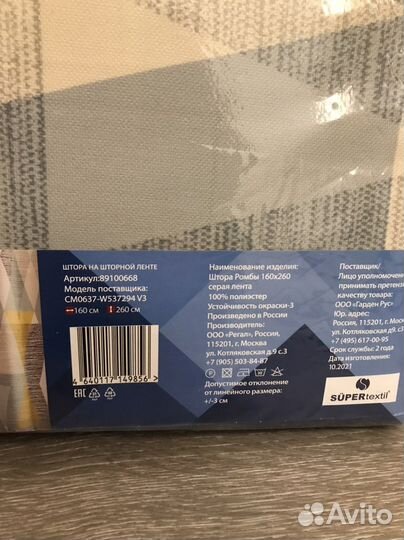 ШТОРА НА ШТОРНОЙ ЛЕНТЕ
Артикул:89100668
Модель поставщика:
CM0637-W537294 V3
160 см 260 см
4 640117 149856 >
EAC
Наименование изделия:
Штора Ромбы 160х260
серая лента
100% полиэстер
Устойчивость окраски-3
Произведено в России
Производитель:
ООО «Регал», Россия,
115201, г. Москва
ул. Котляковская д.9 с.3
+7 (905) 503-84-87
Допустимое отклонение
от линейного размера:
+/-3 см
Поставщик/
Лицо уполномоченн
принимать претенз
качеству товара:
ООО «Гарден Рус»
Юр. адрес:
Россия, 115201, г.
ул. Котляковская
+7 (495) 617-00-95
Срок службы: 2 года
Дата изготовления:
10.2021
SÜPERtextil
Avito